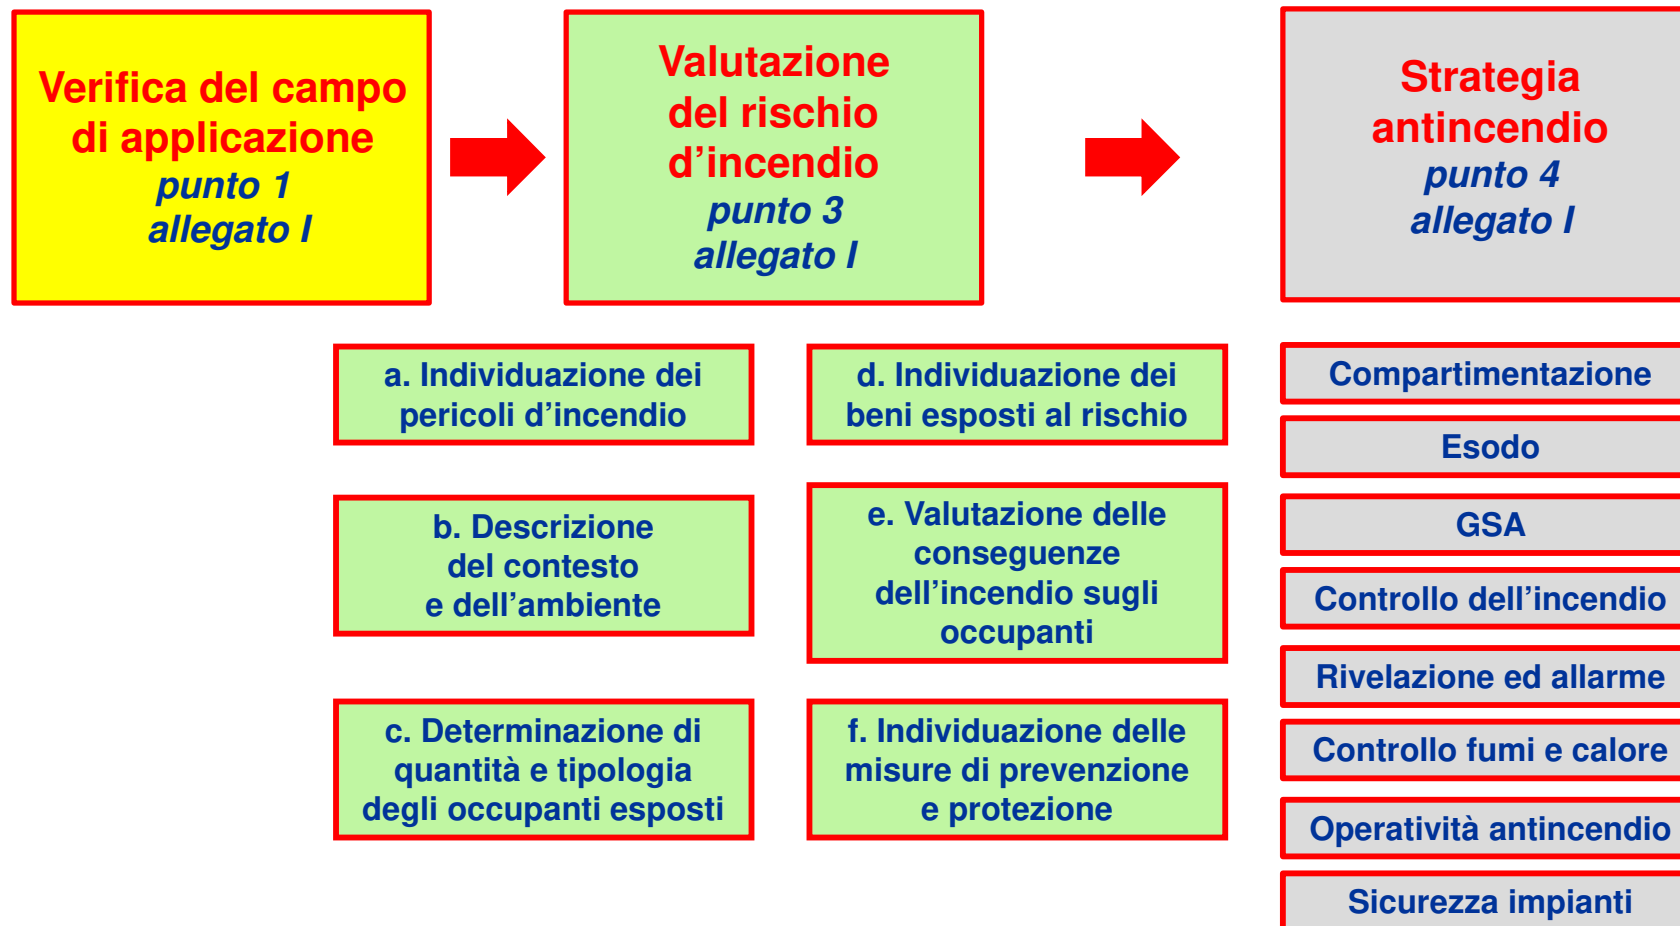 Verifica del campo
di applicazione
punto 1
allegato I
Valutazione
del rischio
d’incendio
punto 3
allegato I
Strategia
antincendio
punto 4
allegato I
a. Individuazione dei
pericoli d’incendio
b. Descrizione
del contesto
e dell’ambiente
c. Determinazione di
quantità e tipologia
degli occupanti esposti
d. Individuazione dei
beni esposti al rischio
e. Valutazione delle
conseguenze
dell’incendio sugli
occupanti
f. Individuazione delle
misure di prevenzione
e protezione
Compartimentazione
Esodo
GSA
Controllo dell’incendio
Rivelazione ed allarme
Controllo fumi e calore
Operatività antincendio
Sicurezza impianti